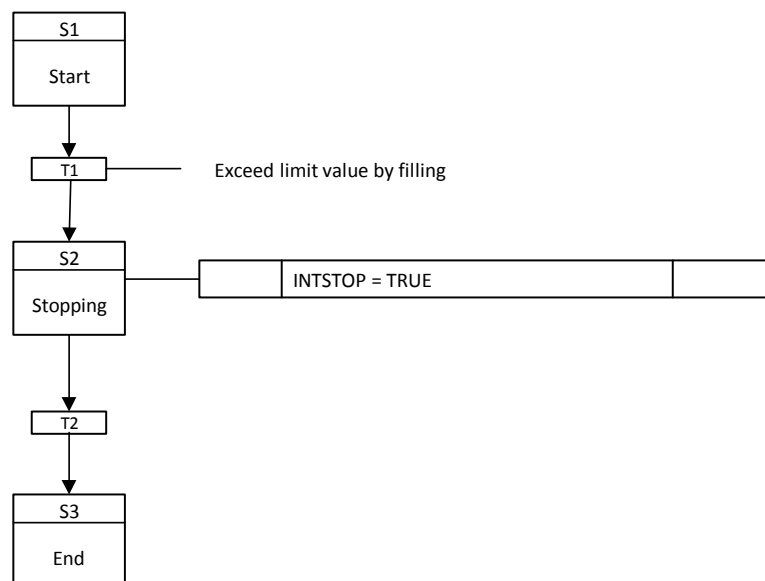 S1
Start
T1
Exceed limit value by filling
S2
Stopping
INTSTOP = TRUE
T2
S3
End